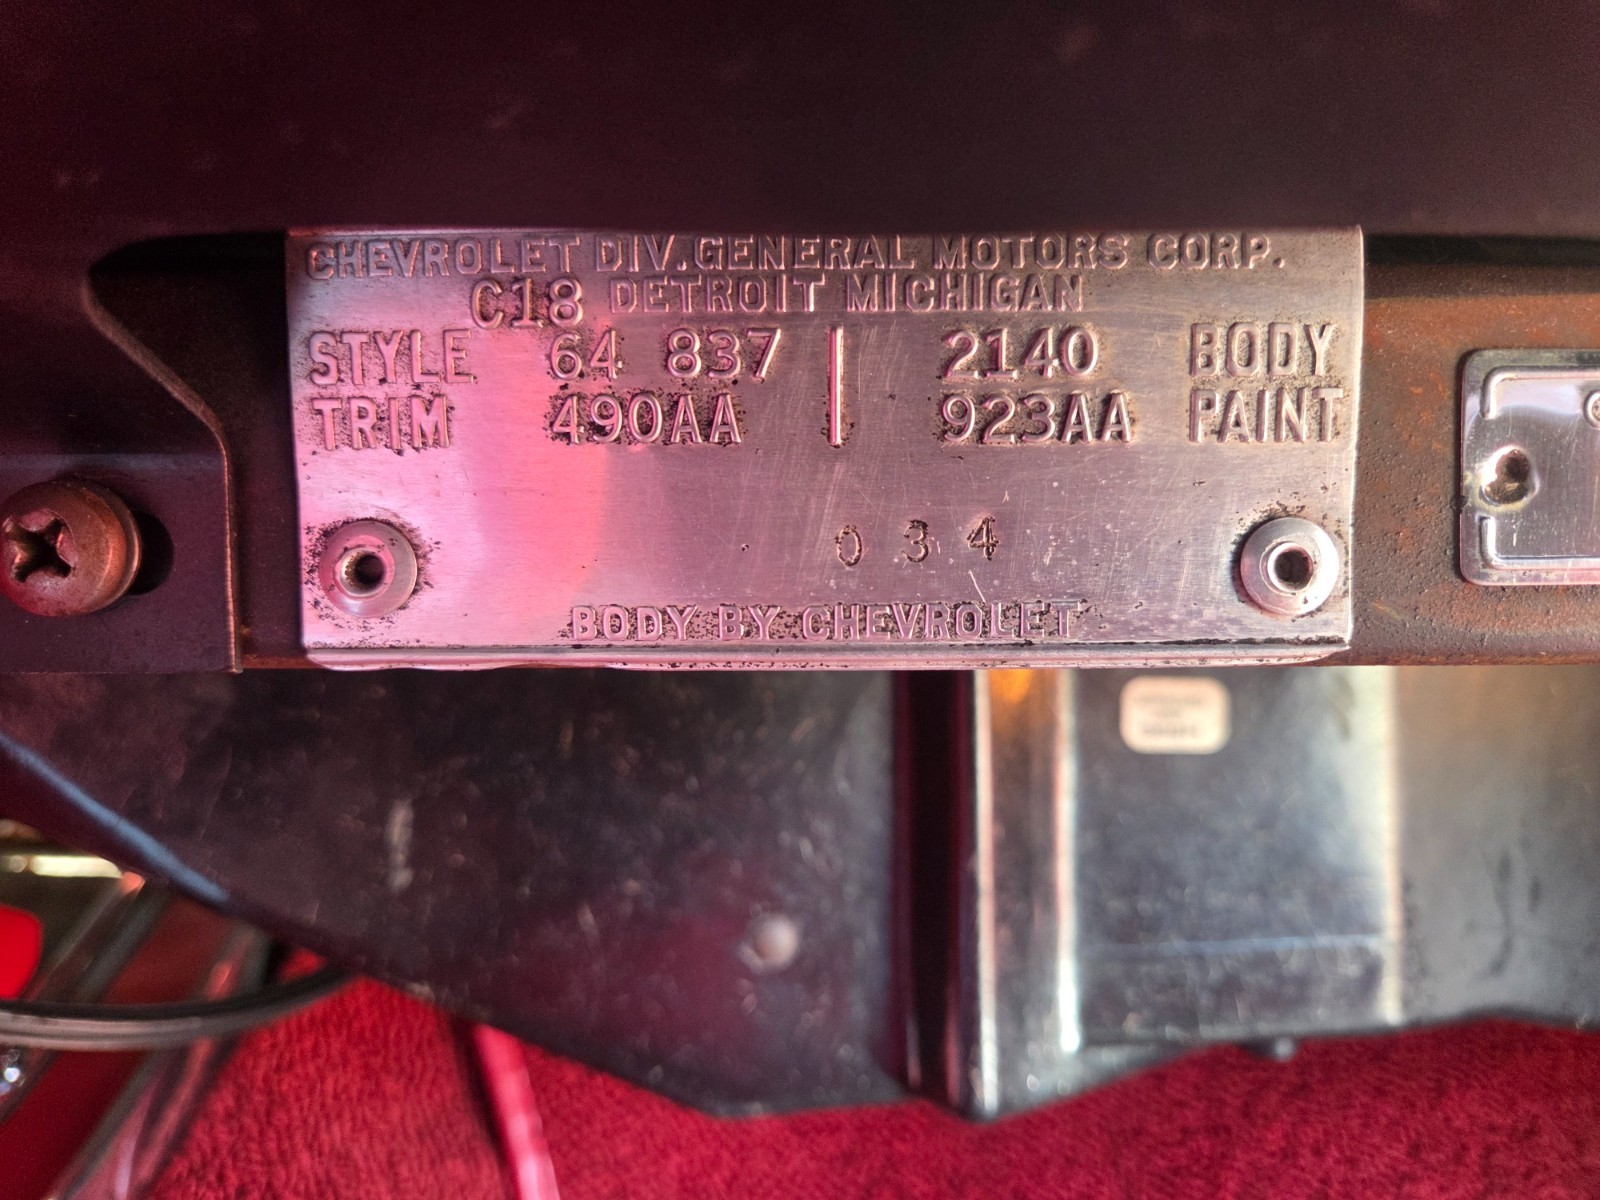 CHEVROLET DIV. GENERAL MOTORS CORP.
C18 DETROIT MICHIGAN
STYLE 64 837 | 2140 BODY
TRIM 490AA | 923AA PAINT
034
BODY BY CHEVROLET